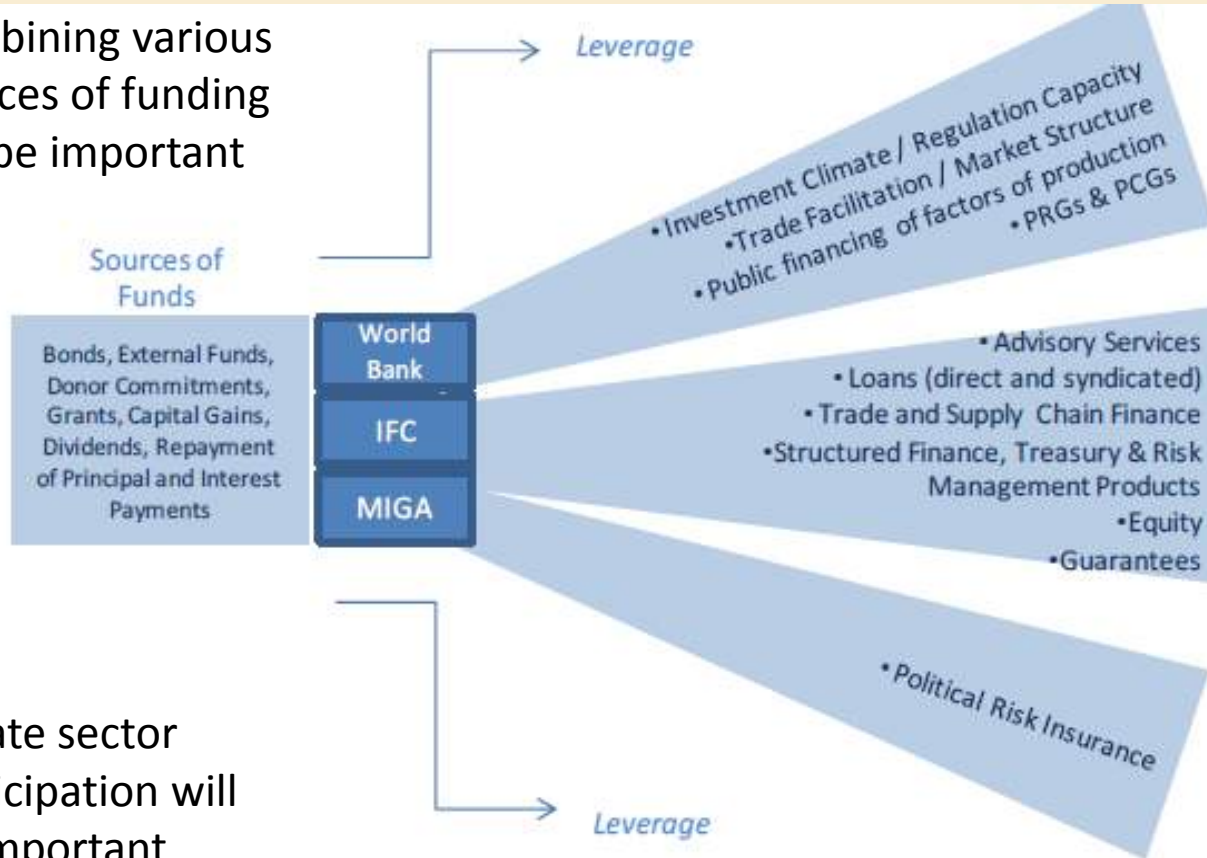 bining various
ces of funding
be important
Leverage
Sources of
Funds
Bonds, External Funds,
Donor Commitments,
Grants, Capital Gains,
Dividends, Repayment
of Principal and Interest
Payments
World
Bank
IFC
MIGA
• Investment Climate / Regulation Capacity
•Trade Facilitation / Market Structure
• Public financing of factors of production
• PRGs & PCGs
• Advisory Services
• Loans (direct and syndicated)
• Trade and Supply Chain Finance
•Structured Finance, Treasury & Risk
Management Products
•Equity
•Guarantees
• Political Risk Insurance
ate sector
icipation will
mportant
Leverage